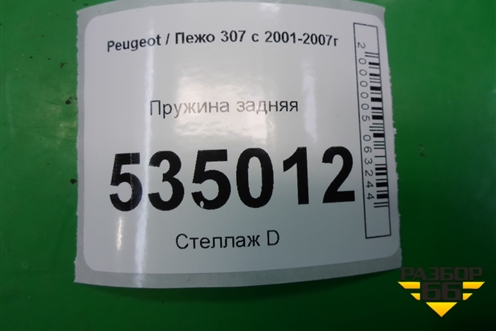 Peugeot / Пежо 307 с 2001-2007г
Пружина задняя
535012
Стеллаж D
2000005063244
РАЗБОР
66